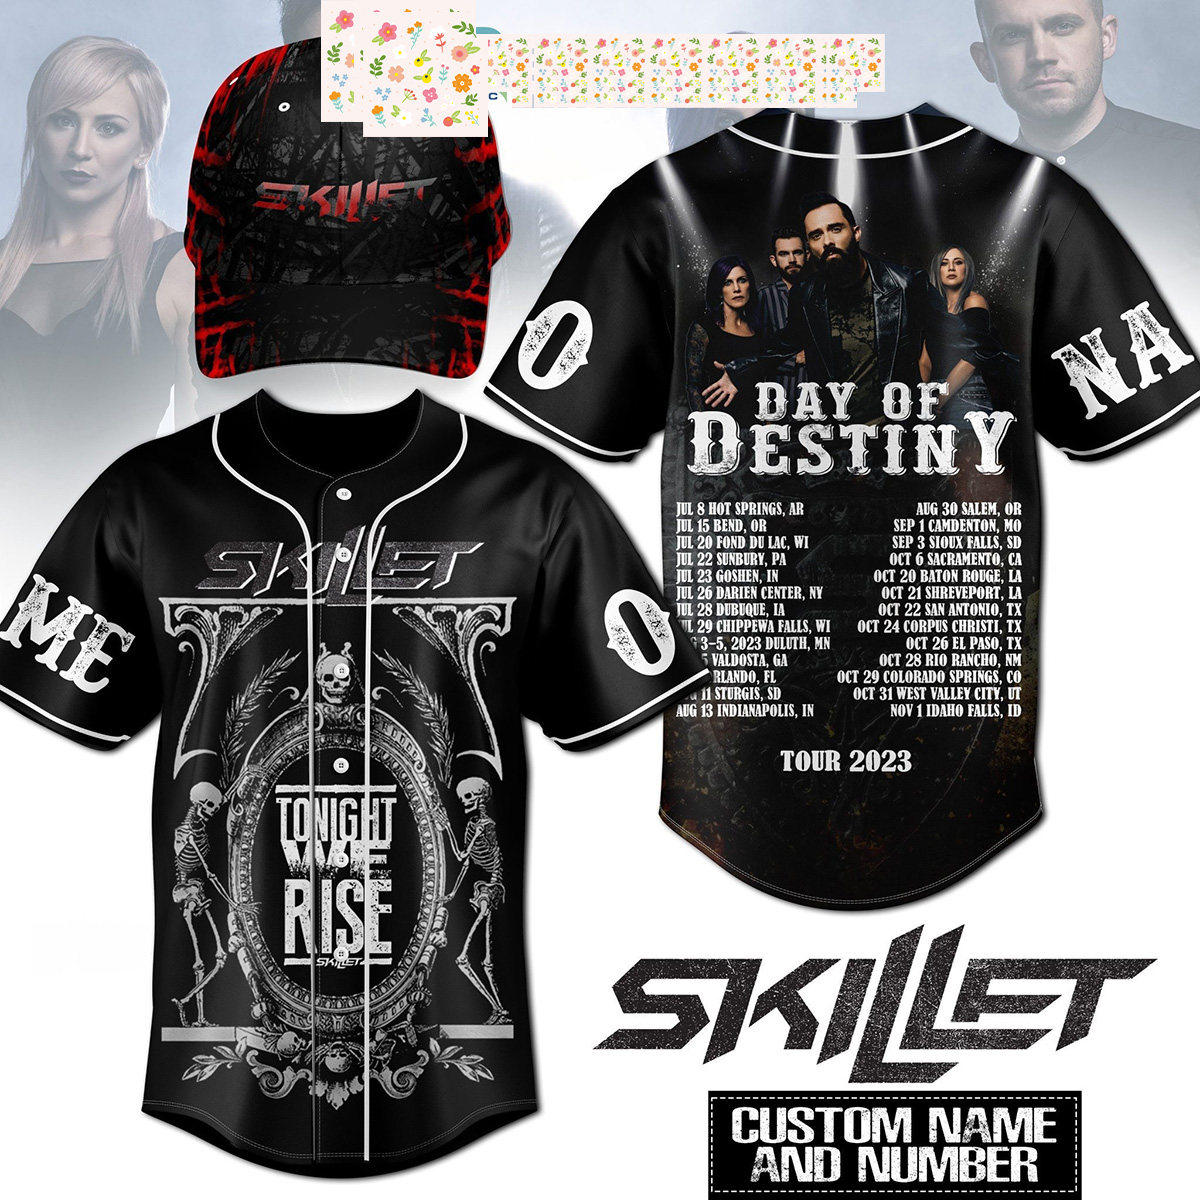 SKILLET
O
NA
DAY OF
DESTINY
JUL 8 HOT SPRINGS, AR
JUL 15 BEND, OR
JUL 20 FOND DU LAC, WI
JUL 22 SUNBURY, PA
JUL 23 GOSHEN, IN
JUL 26 DARIEN CENTER, NY
JUL 28 DUBUQUE, IA
29 CHIPPEWA FALLS, WI
3-5, 2023 DULUTH, MN
VALDOSTA, GA
ORLANDO, FL
11 STURGIS, SD
AUG 13 INDIANAPOLIS, IN
AUG 30 SALEM, OR
SEP 1 CAMDENTON, MO
SEP 3 SIOUX FALLS, SD
OCT 6 SACRAMENTO, CA
OCT 20 BATON ROUGE, LA
OCT 21 SHREVEPORT, LA
OCT 22 SAN ANTONIO, TX
OCT 24 CORPUS CHRISTI, TX
OCT 26 EL PASO, TX
OCT 28 RIO RANCHO, NM
OCT 29 COLORADO SPRINGS, CO
OCT 31 WEST VALLEY CITY, UT
NOV 1 IDAHO FALLS, ID
TOUR 2023
SKILLET
ME
O
TONIGHT
WE
RISE
SKILLET
SKILLET
CUSTOM NAME
AND NUMBER